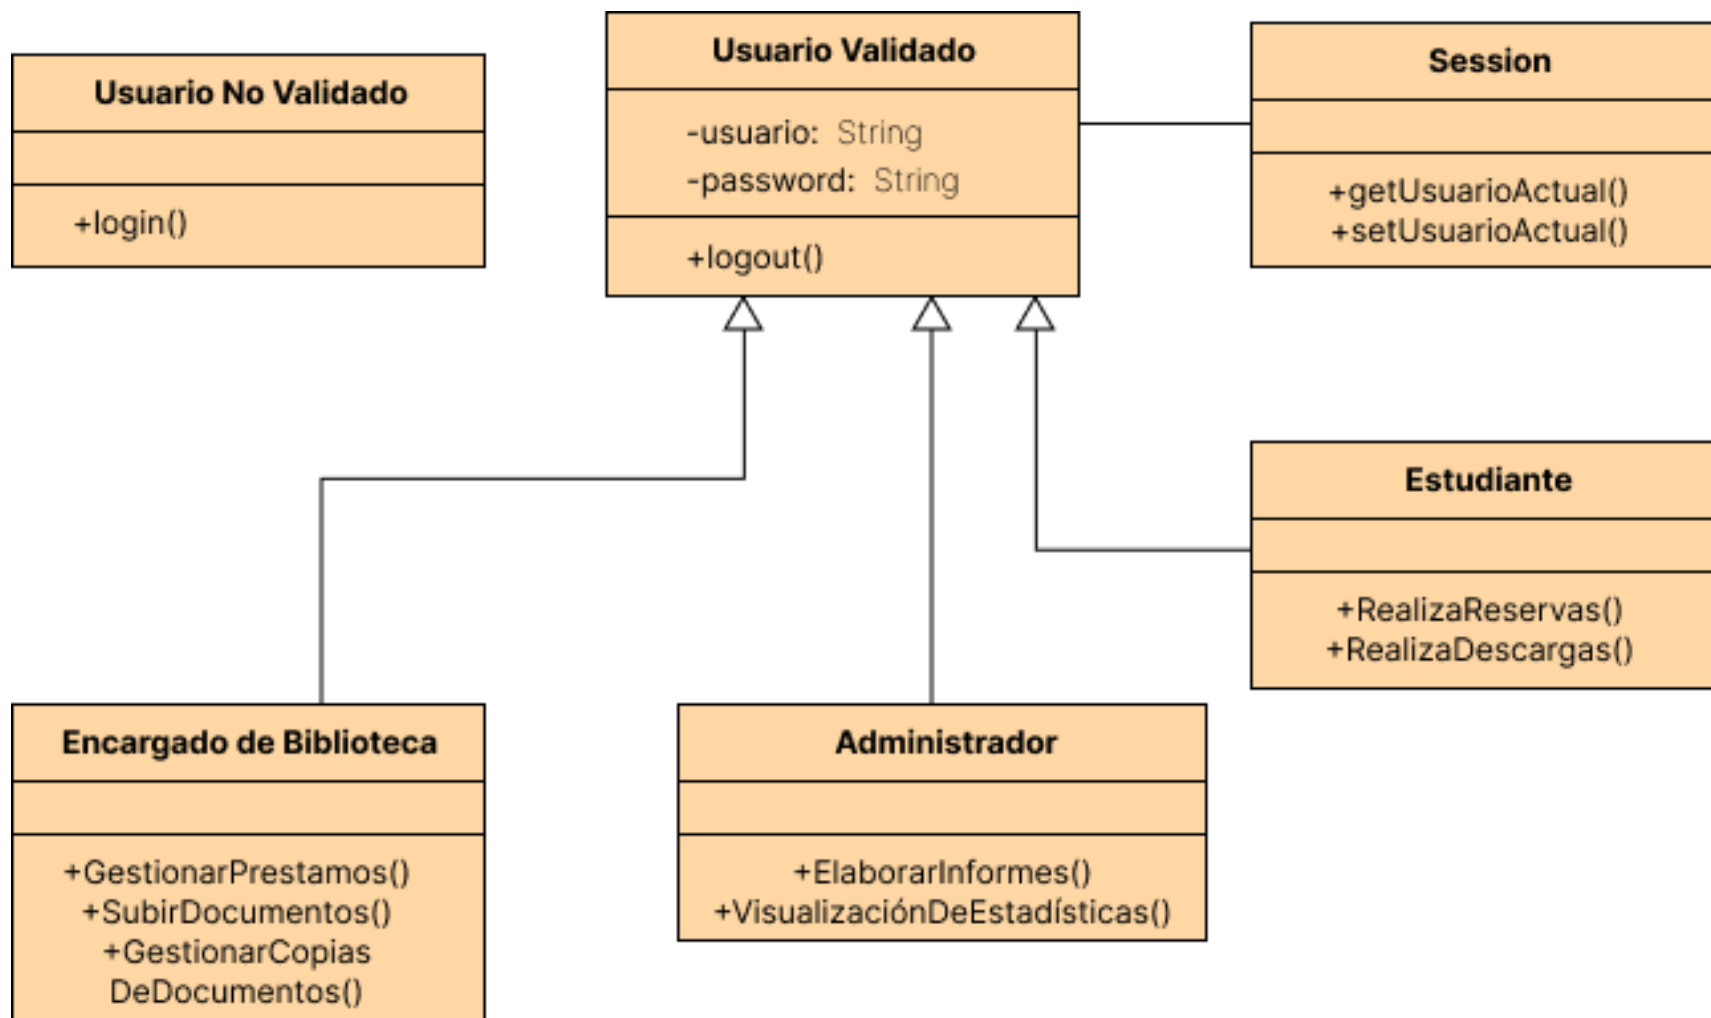 Usuario No Validado
+login()
Usuario Validado
-usuario: String
-password: String
+logout()
Session
+getUsuarioActual()
+setUsuarioActual()
Estudiante
+RealizaReservas()
+RealizaDescargas()
Encargado de Biblioteca
+GestionarPrestamos()
+SubirDocumentos()
+GestionarCopias
DeDocumentos()
Administrador
+ElaborarInformes()
+VisualizaciónDeEstadísticas()